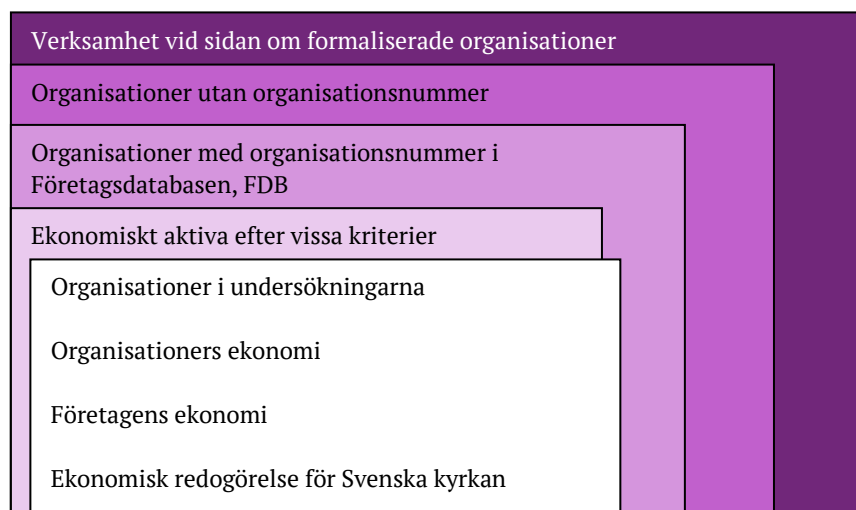 Verksamhet vid sidan om formaliserade organisationer
Organisationer utan organisationsnummer
Organisationer med organisationsnummer i
Företagsdatabasen, FDB
Ekonomiskt aktiva efter vissa kriterier
Organisationer i undersökningarna
Organisationers ekonomi
Företagens ekonomi
Ekonomisk redogörelse för Svenska kyrkan